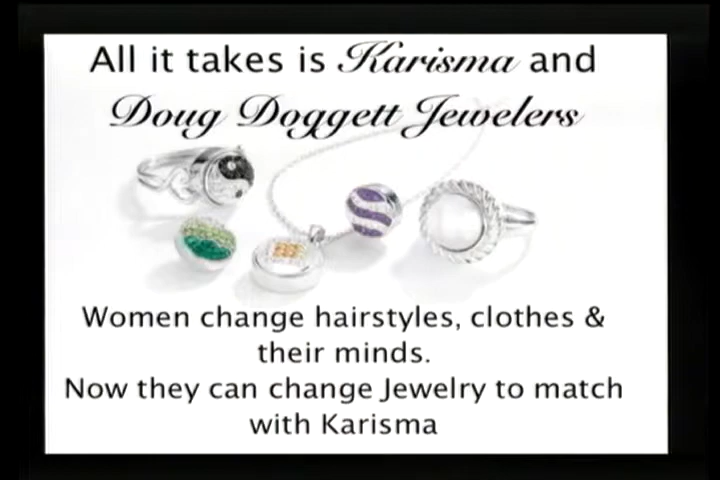 All it takes is Karisma and
Doug Doggett Jewelers
Women change hairstyles, clothes &
their minds.
Now they can change Jewelry to match
with Karisma